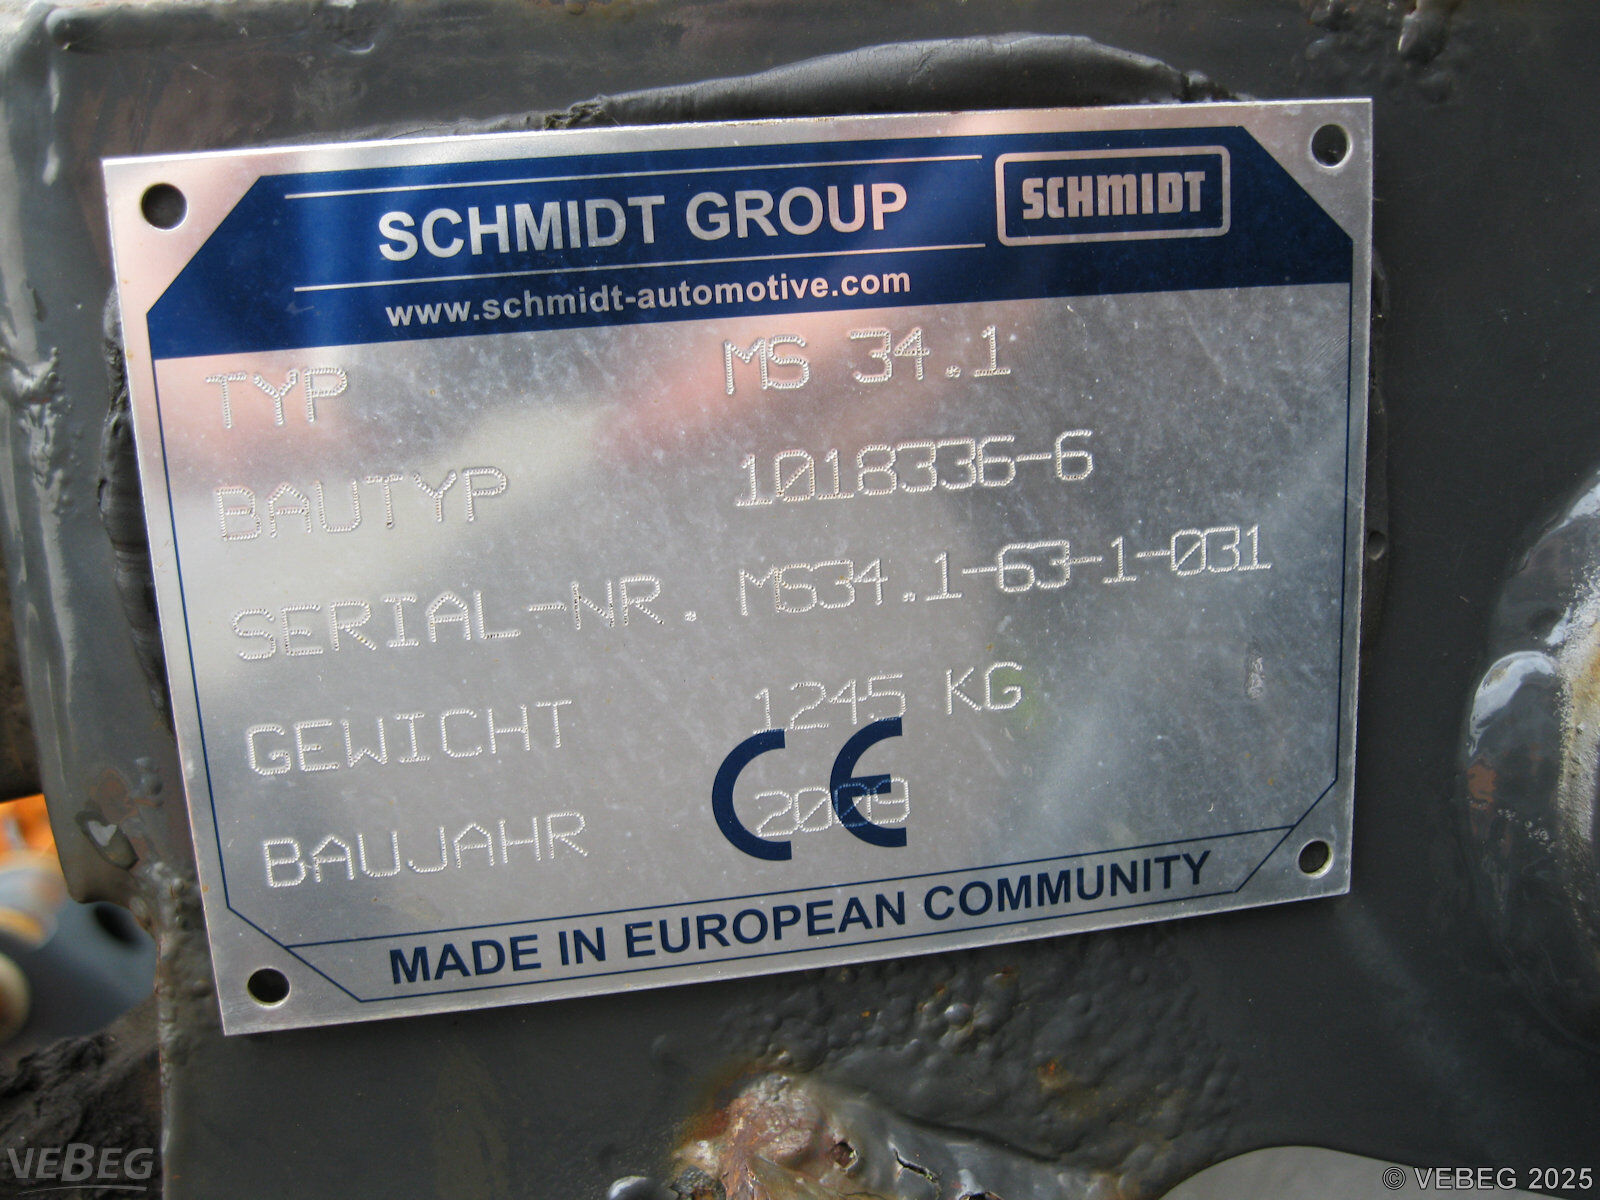 SCHMIDT GROUP
SCHMIDT
www.schmidt-automotive.com
TYP MS 34.1
BAUTYP 1018336-6
SERIAL-NR. MS34.1-63-1-031
GEWICHT 1245 KG
BAUJAHR 2009
CE
MADE IN EUROPEAN COMMUNITY
VEBEG
© VEBEG 2025